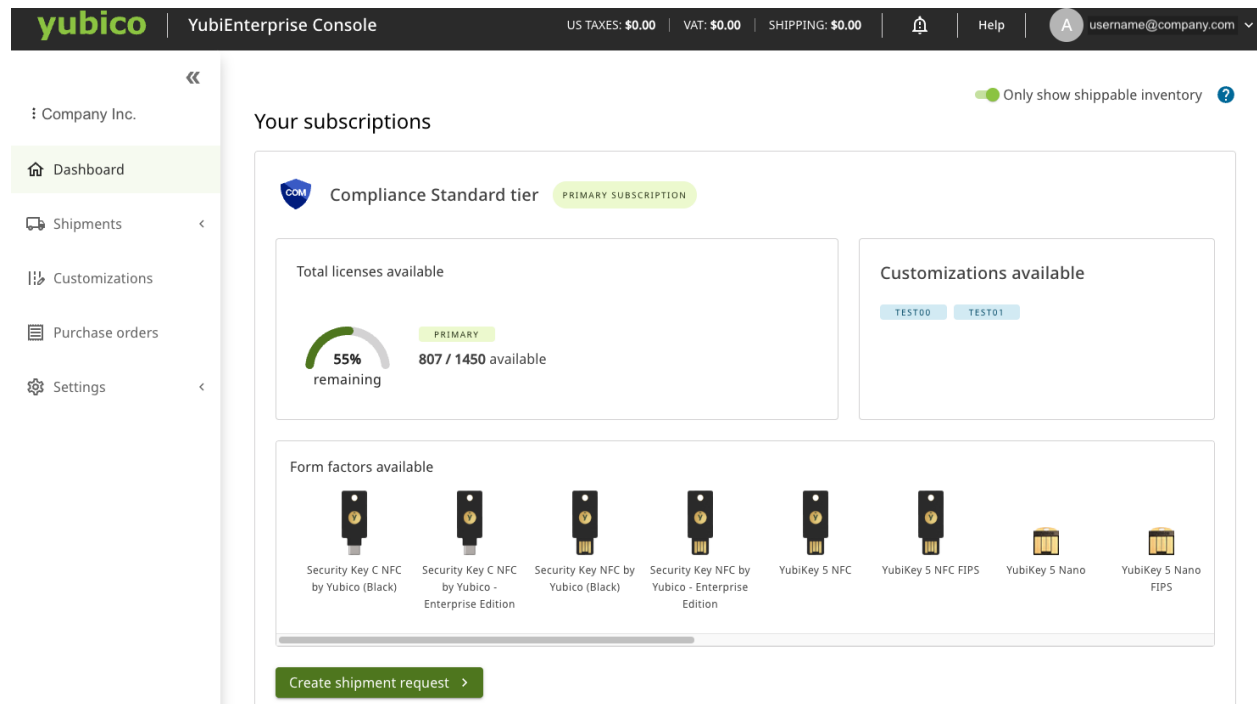 yubico
YubiEnterprise Console
US TAXES: $0.00
VAT: $0.00
SHIPPING: $0.00
Help
A
username@company.com
Company Inc.
Dashboard
Shipments
Customizations
Purchase orders
Settings
Only show shippable inventory
?
Your subscriptions
COM
Compliance Standard tier
PRIMARY SUBSCRIPTION
Total licenses available
55%
remaining
PRIMARY
807 / 1450 available
Customizations available
TEST00
TEST01
Form factors available
Security Key C NFC
by Yubico (Black)
Security Key C NFC
by Yubico -
Enterprise Edition
Security Key NFC by
Yubico (Black)
Security Key NFC by
Yubico - Enterprise
Edition
YubiKey 5 NFC
YubiKey 5 NFC FIPS
YubiKey 5 Nano
YubiKey 5 Nano
FIPS
Create shipment request